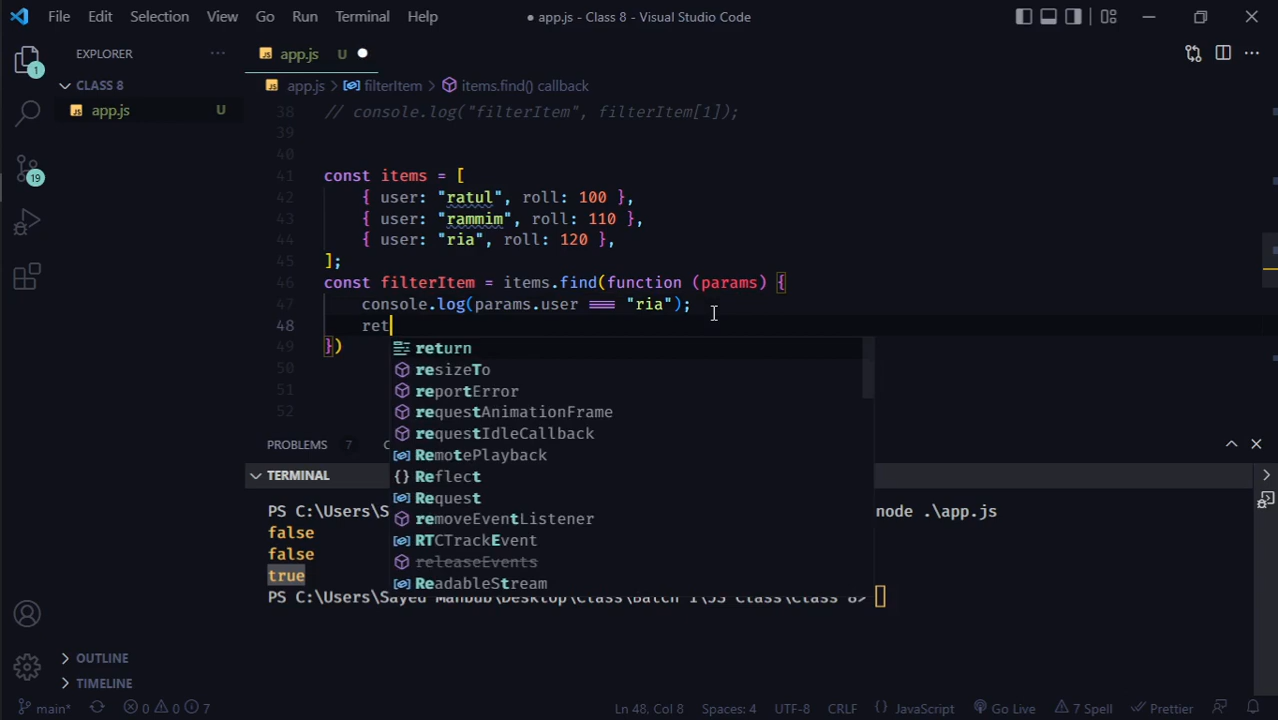 File Edit Selection View Go Run Terminal Help
● app.js - Class 8 - Visual Studio Code
EXPLORER ···
app.js U ●
1
CLASS 8
app.js > filterItem > items.find() callback
app.js U
38 // console.log("filterItem", filterItem[1]);
39
40
41 const items = [
42 { user: "ratul", roll: 100 },
43 { user: "rammim", roll: 110 },
44 { user: "ria", roll: 120 },
45 ];
46 const filterItem = items.find(function (params) {
47 console.log(params.user === "ria");
48 ret
49 })
50
51
52
19
return
resizeTo
reportError
requestAnimationFrame
requestIdleCallback
RemotePlayback
Reflect
Request
removeEventListener
RTCTrackEvent
releaseEvents
ReadableStream
PROBLEMS 7
TERMINAL
PS C:\Users\S node .\app.js
false
false
true
PS C:\Users\Sayed Mahbub\Desktop\Class\Batch 1\JS Class\Class 8>
OUTLINE
TIMELINE
main* 0 0 7 Ln 48, Col 8 Spaces: 4 UTF-8 CRLF {} JavaScript Go Live 7 Spell Prettier